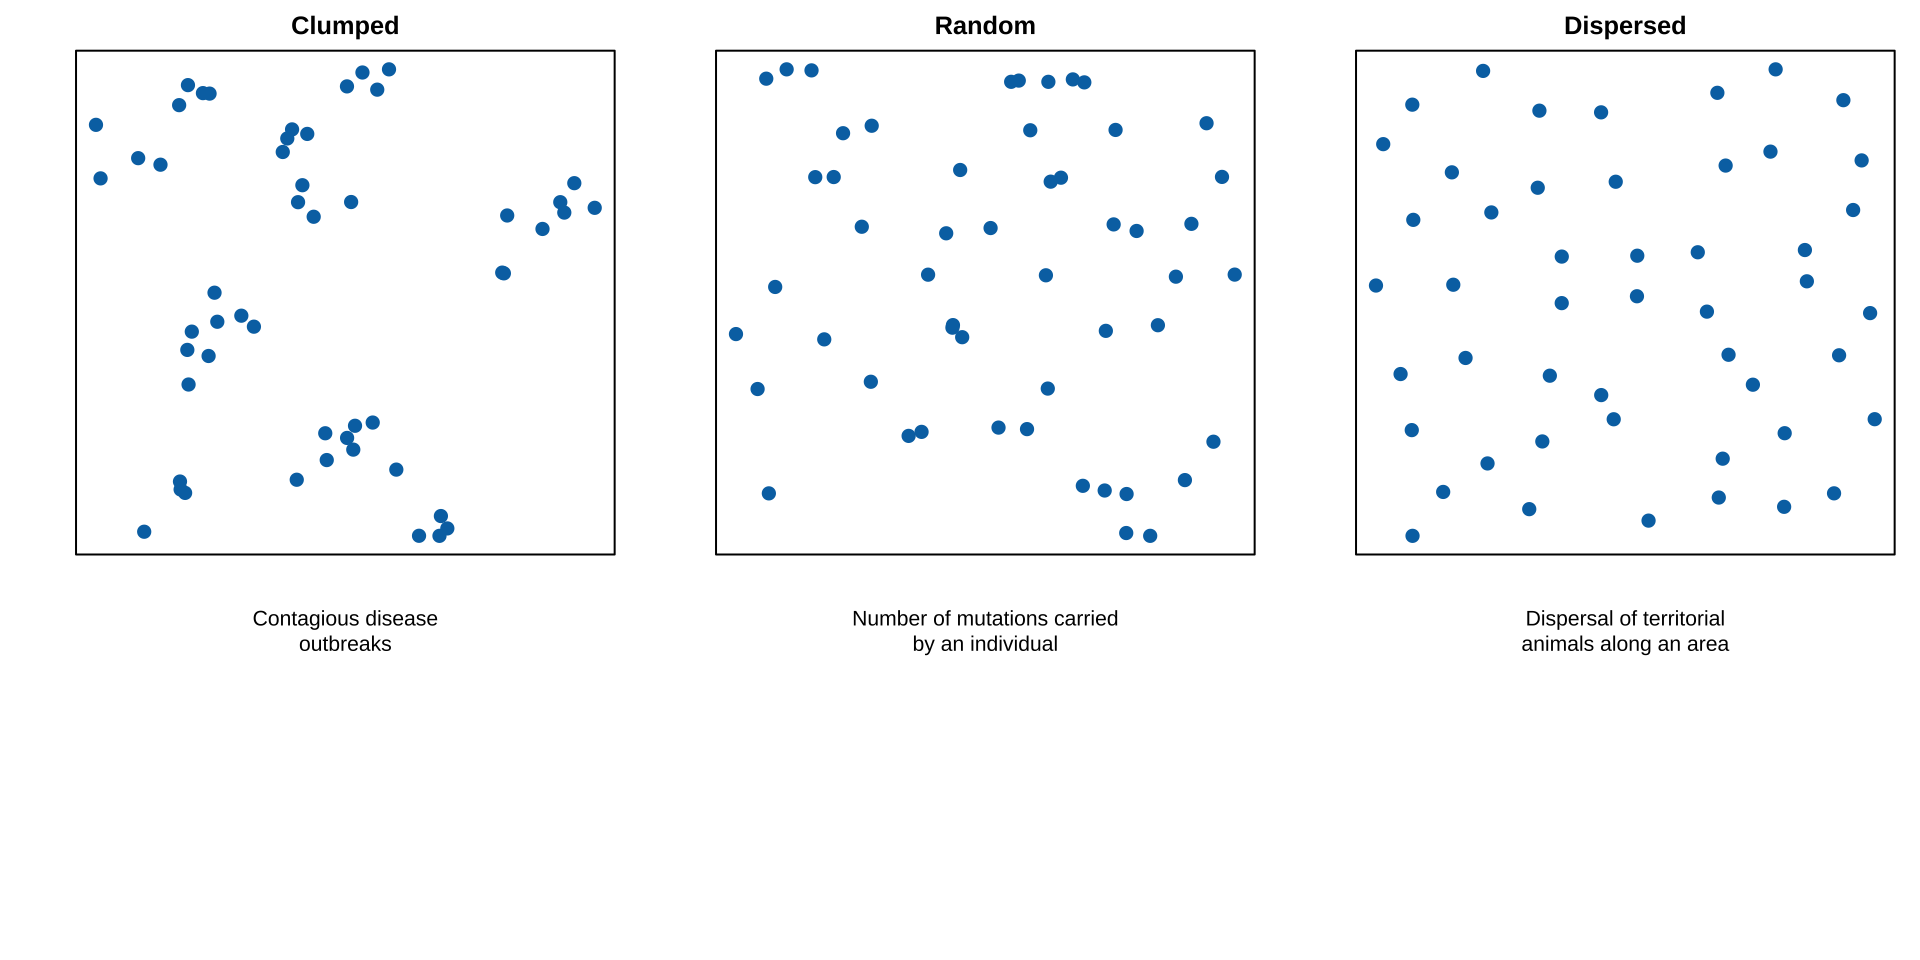 Clumped
Random
Dispersed
Contagious disease
outbreaks
Number of mutations carried
by an individual
Dispersal of territorial
animals along an area